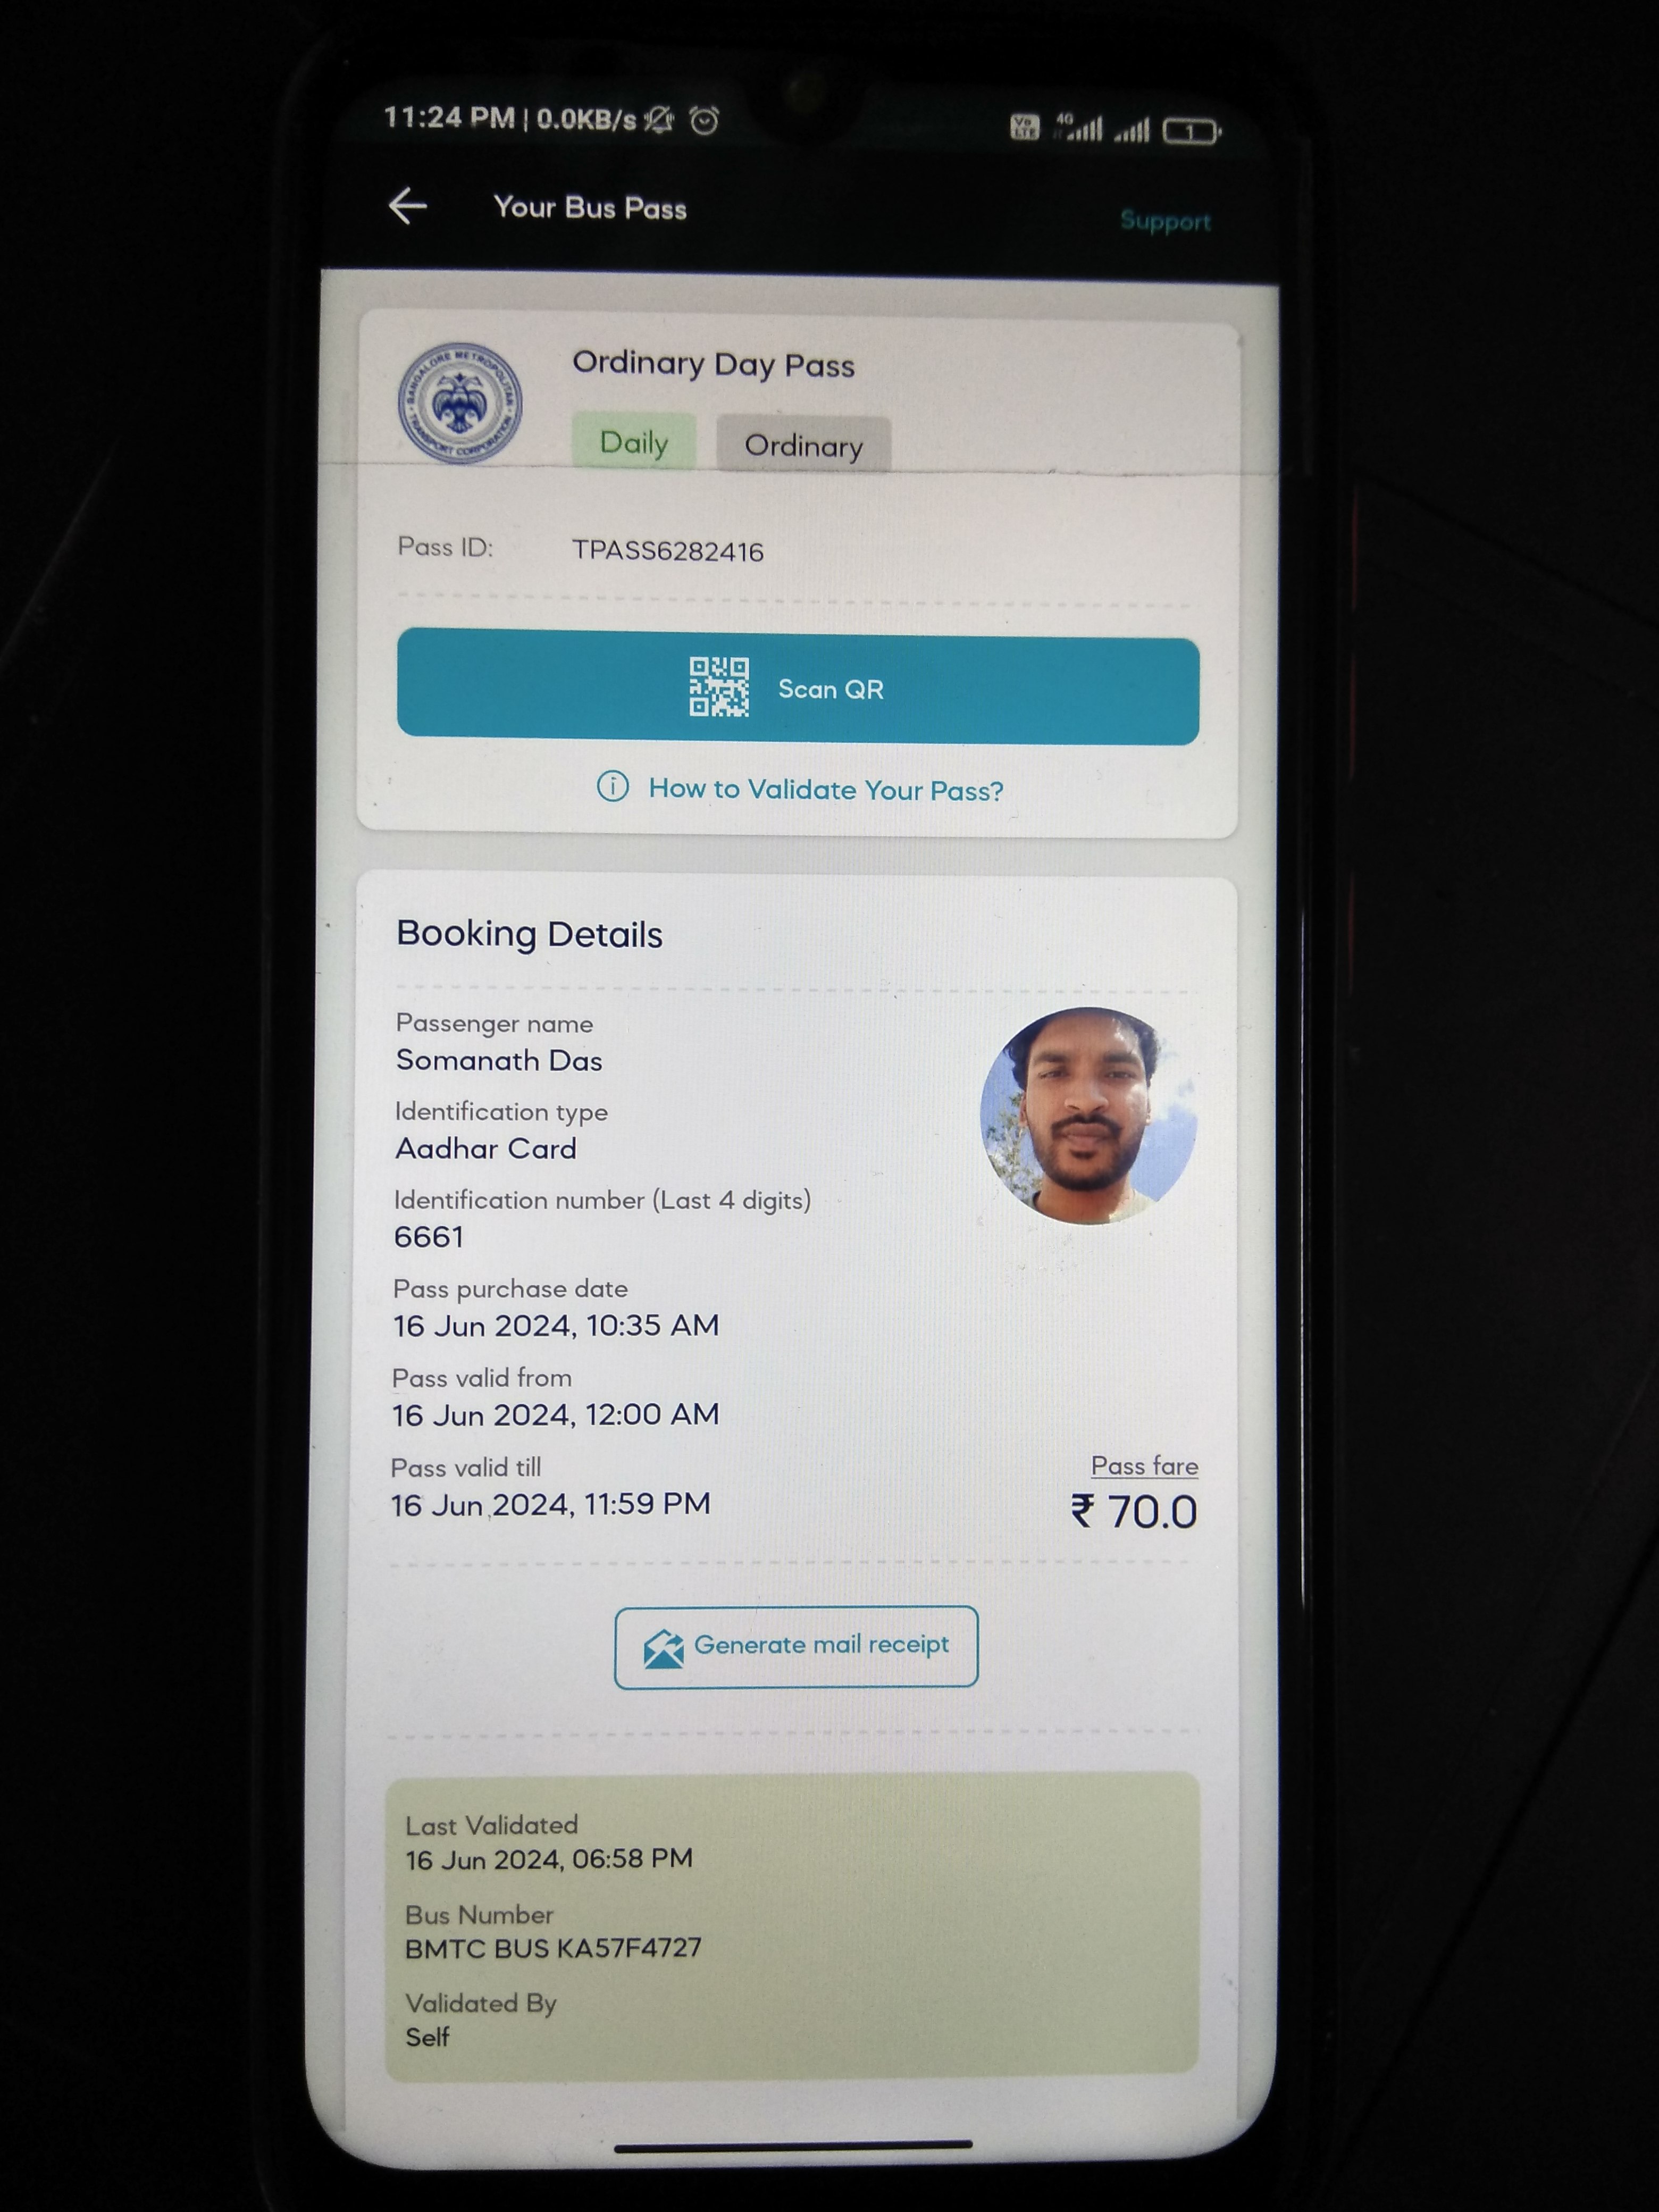 11:24 PM | 0.0KB/s
Vo LTE 4G 1
Your Bus Pass
Support
BANGALORE METROPOLITAN TRANSPORT CORPORATION
Ordinary Day Pass
Daily Ordinary
Pass ID: TPASS6282416
Scan QR
How to Validate Your Pass?
Booking Details
Passenger name
Somanath Das
Identification type
Aadhar Card
Identification number (Last 4 digits)
6661
Pass purchase date
16 Jun 2024, 10:35 AM
Pass valid from
16 Jun 2024, 12:00 AM
Pass valid till
16 Jun 2024, 11:59 PM
Pass fare
₹ 70.0
Generate mail receipt
Last Validated
16 Jun 2024, 06:58 PM
Bus Number
BMTC BUS KA57F4727
Validated By
Self